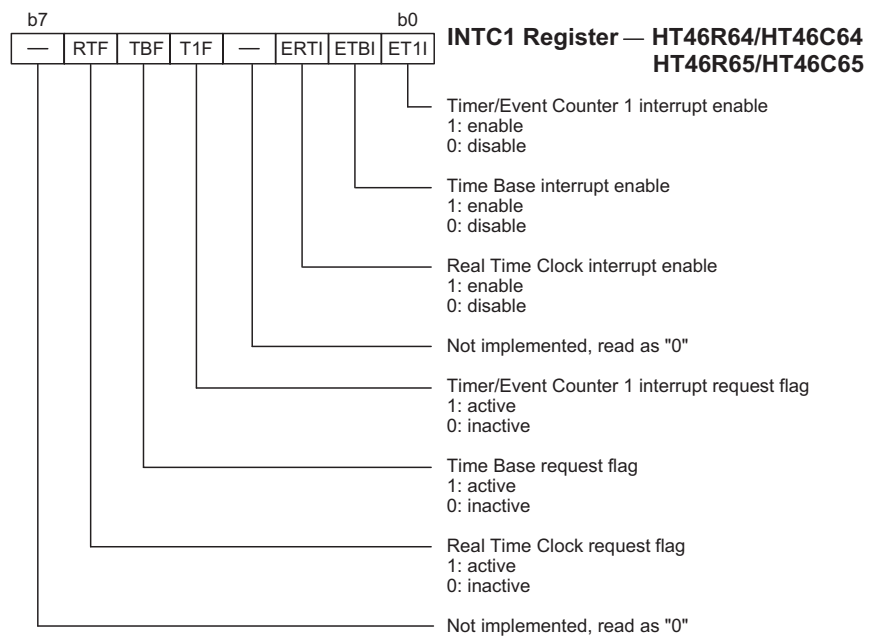 b7 b0
— RTF TBF T1F — ERTI ETBI ET1I
INTC1 Register — HT46R64/HT46C64
HT46R65/HT46C65
Timer/Event Counter 1 interrupt enable
1: enable
0: disable
Time Base interrupt enable
1: enable
0: disable
Real Time Clock interrupt enable
1: enable
0: disable
Not implemented, read as "0"
Timer/Event Counter 1 interrupt request flag
1: active
0: inactive
Time Base request flag
1: active
0: inactive
Real Time Clock request flag
1: active
0: inactive
Not implemented, read as "0"